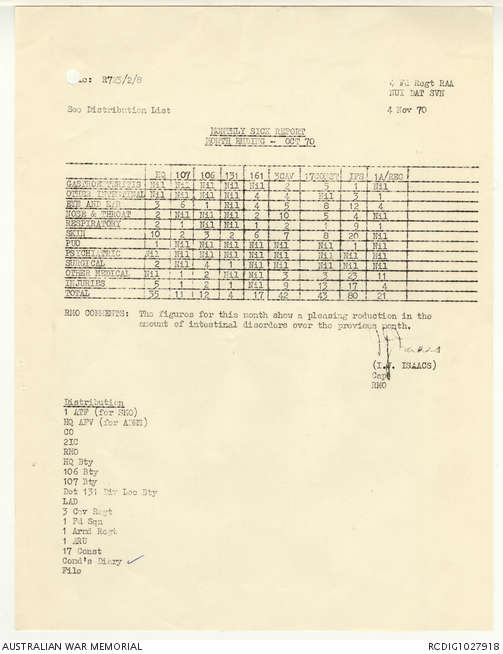 R723/2/8
4 Fd Regt RAA
NUI DAT SVN
See Distribution List
4 Nov 70
MONTHLY SICK REPORT
MONTH ENDING - OCT 70
HQ 107 106 131 161 3CAV 17CONST 1FS 1A/REC
GASTROENTERITIS Nil Nil Nil Nil Nil 2 5 1 Nil
OTHER INTESTINAL Nil Nil Nil Nil 4 4 Nil 3
EYE AND EAR 3 6 1 Nil 4 5 8 12 4
NOSE & THROAT 2 Nil Nil Nil 2 10 5 4 Nil
RESPIRATORY 2 1 Nil Nil 1 2 1 9 1
SKIN 10 2 3 2 6 7 8 20 Nil
PUO 1 Nil Nil Nil Nil Nil Nil 1 Nil
PSYCHIATRIC Nil Nil Nil Nil Nil Nil Nil Nil Nil
SURGICAL 2 Nil 4 1 Nil Nil Nil Nil Nil
OTHER MEDICAL Nil 1 2 Nil Nil 3 3 23 11
INJURIES 5 1 2 1 Nil 9 13 17 4
TOTAL 35 11 12 4 17 42 43 80 21
RMO COMMENTS: The figures for this month show a pleasing reduction in the
amount of intestinal disorders over the previous month.
(I.J. ISAACS)
Capt
RMO
Distribution
1 ATF (for SMO)
HQ AFV (for ADMS)
CO
2IC
RMO
HQ Bty
106 Bty
107 Bty
Det 131 Div Loc Bty
LAD
3 Cav Regt
1 Fd Sqn
1 Armd Regt
1 ARU
17 Const
Comd's Diary
File
AUSTRALIAN WAR MEMORIAL
RCDIG1027918